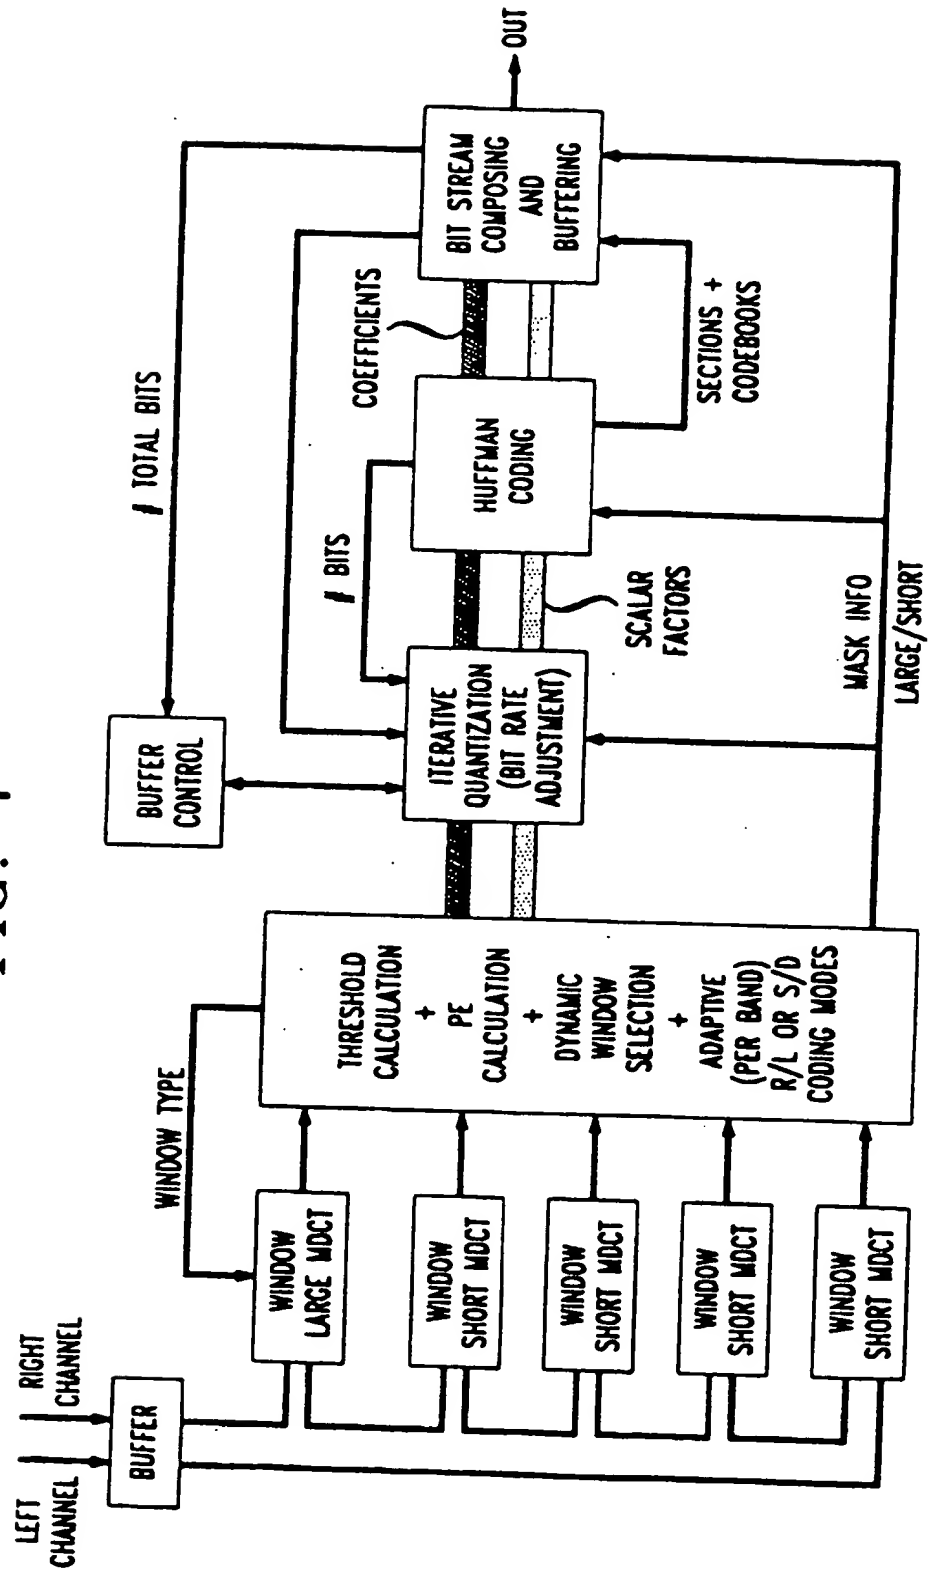 FIG.
LEFT
CHANNEL
RIGHT
CHANNEL
BUFFER
WINDOW TYPE
WINDOW
LARGE MDCT
WINDOW
SHORT MDCT
WINDOW
SHORT MDCT
WINDOW
SHORT MDCT
WINDOW
SHORT MDCT
THRESHOLD
CALCULATION
+
PE
CALCULATION
+
DYNAMIC
WINDOW
SELECTION
+
ADAPTIVE
(PER BAND)
R/L OR S/D
CODING MODES
BUFFER
CONTROL
# TOTAL BITS
ITERATIVE
QUANTIZATION
(BIT RATE
ADJUSTMENT)
# BITS
SCALAR
FACTORS
HUFFMAN
CODING
COEFFICIENTS
SECTIONS +
CODEBOOKS
BIT STREAM
COMPOSING
AND
BUFFERING
OUT
MASK INFO
LARGE/SHORT